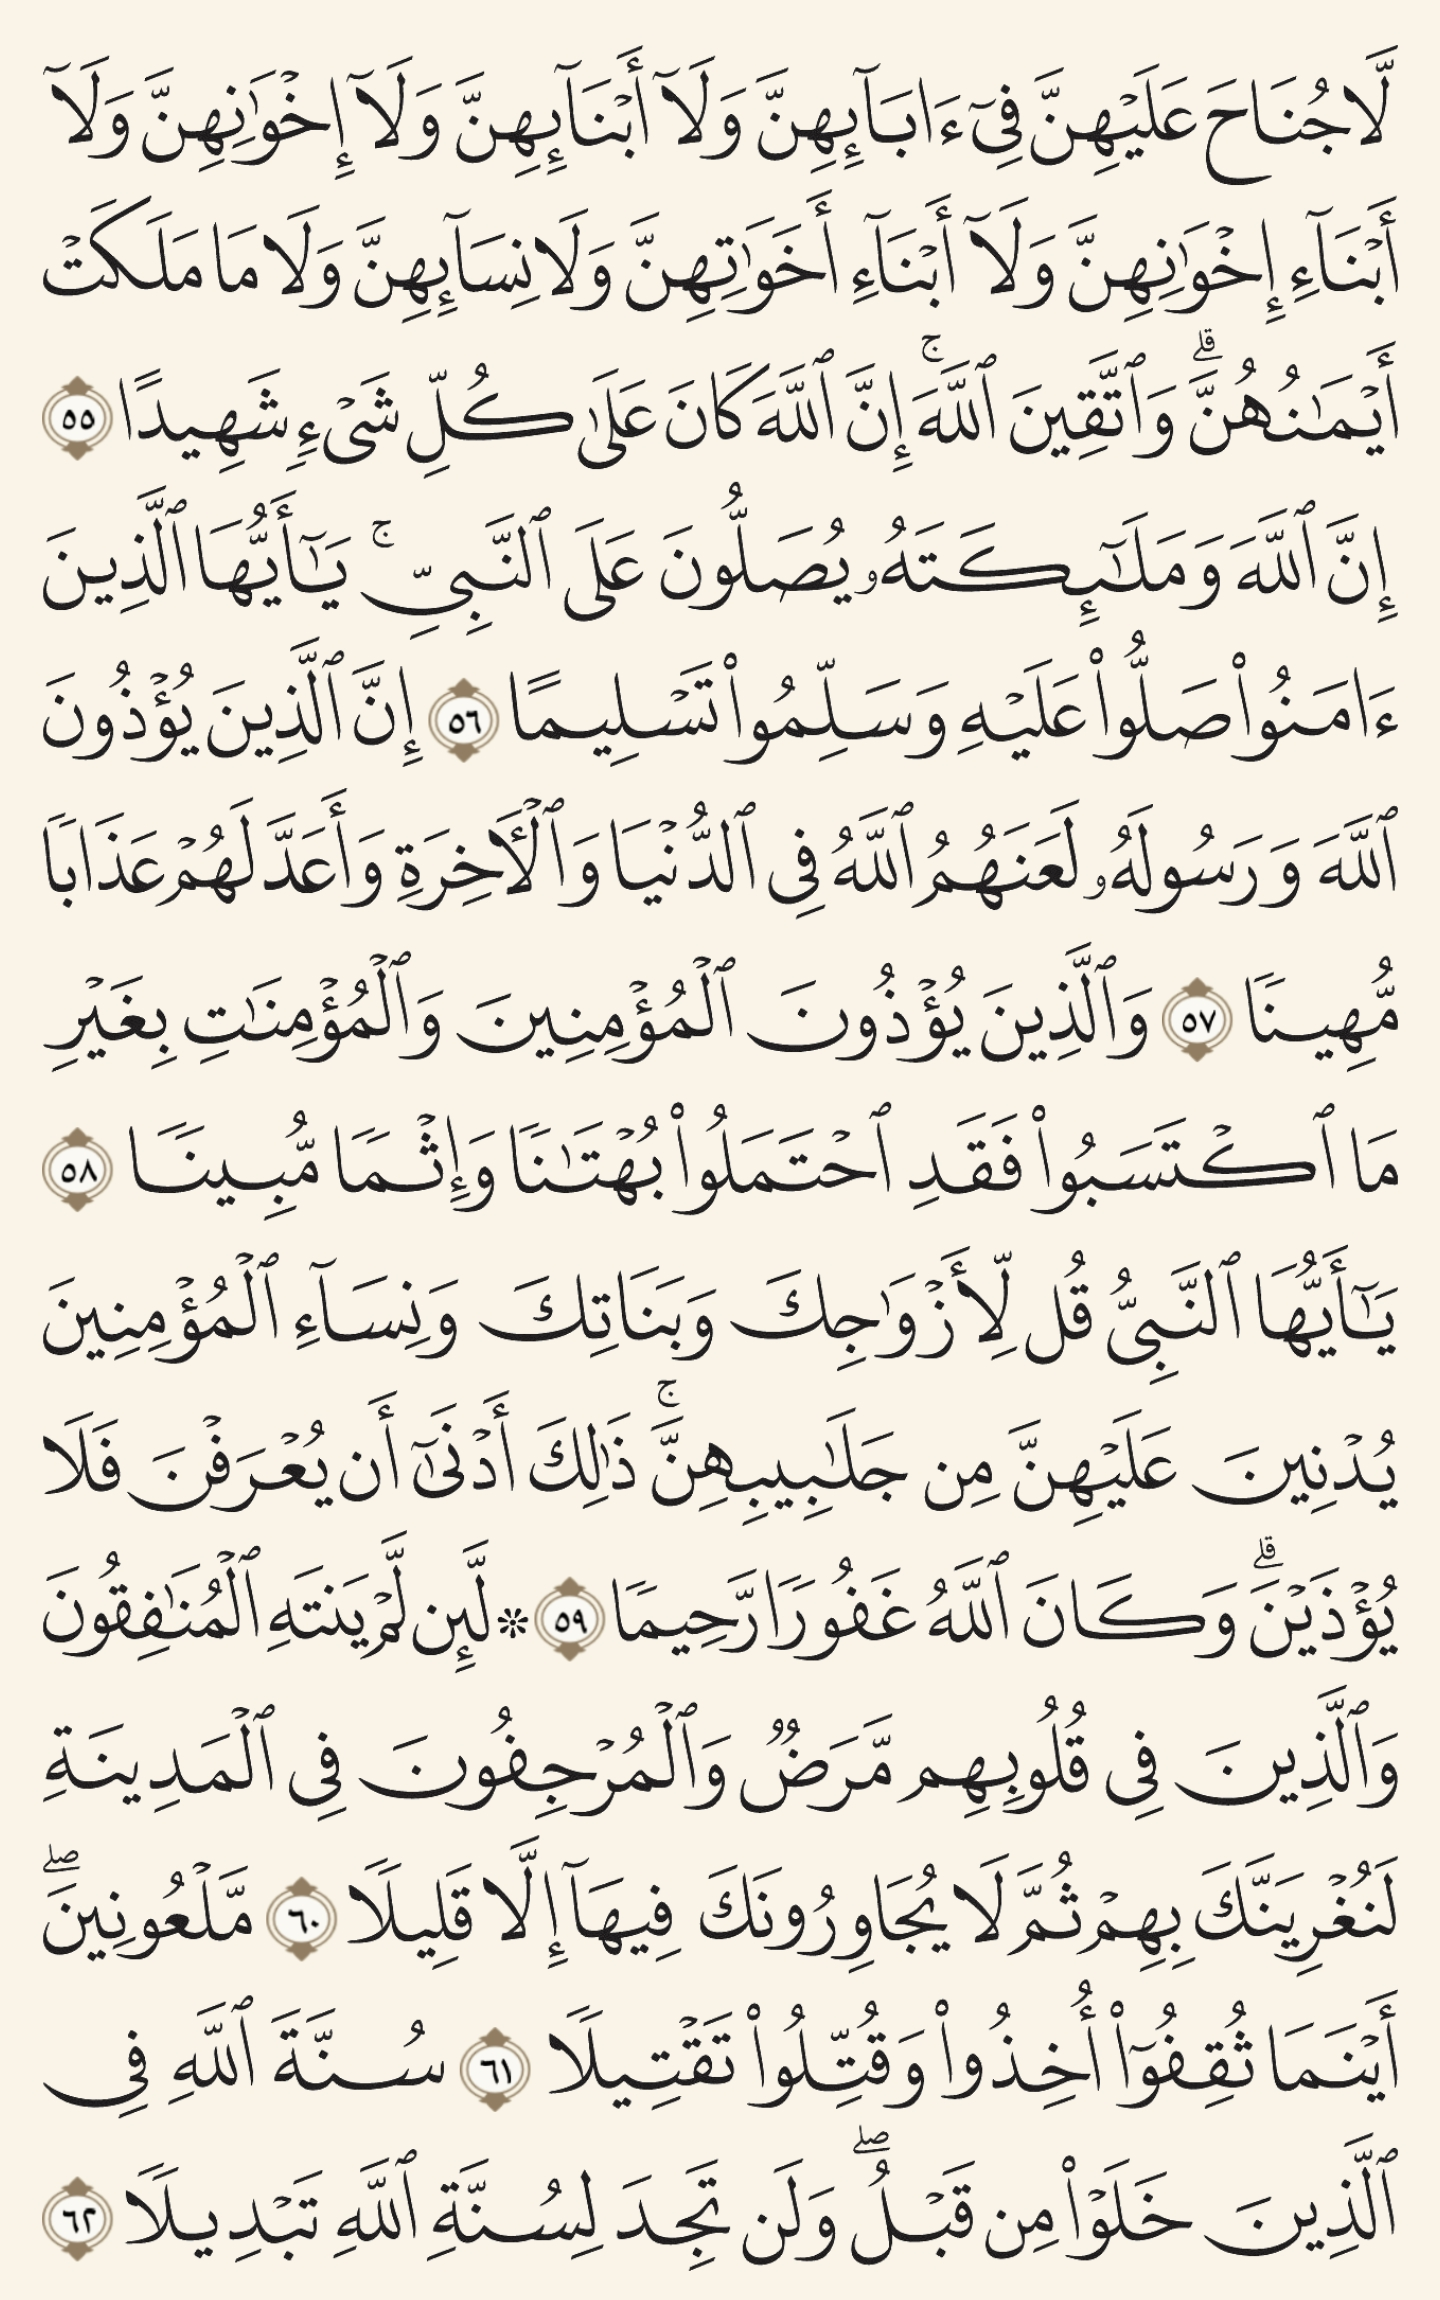 لَّا جُنَاحَ عَلَيۡهِنَّ فِيٓ ءَابَآئِهِنَّ وَلَآ أَبۡنَآئِهِنَّ وَلَآ إِخۡوَٰنِهِنَّ وَلَآ
أَبۡنَآءِ إِخۡوَٰنِهِنَّ وَلَآ أَبۡنَآءِ أَخَوَٰتِهِنَّ وَلَا نِسَآئِهِنَّ وَلَا مَا مَلَكَتۡ
أَيۡمَٰنُهُنَّۗ وَٱتَّقِينَ ٱللَّهَۚ إِنَّ ٱللَّهَ كَانَ عَلَىٰ كُلِّ شَيۡءٖ شَهِيدًا ٥٥
إِنَّ ٱللَّهَ وَمَلَٰٓئِكَتَهُۥ يُصَلُّونَ عَلَى ٱلنَّبِيِّۚ يَٰٓأَيُّهَا ٱلَّذِينَ
ءَامَنُواْ صَلُّواْ عَلَيۡهِ وَسَلِّمُواْ تَسۡلِيمًا ٥٦ إِنَّ ٱلَّذِينَ يُؤۡذُونَ
ٱللَّهَ وَرَسُولَهُۥ لَعَنَهُمُ ٱللَّهُ فِي ٱلدُّنۡيَا وَٱلۡأٓخِرَةِ وَأَعَدَّ لَهُمۡ عَذَابٗا
مُّهِينٗا ٥٧ وَٱلَّذِينَ يُؤۡذُونَ ٱلۡمُؤۡمِنِينَ وَٱلۡمُؤۡمِنَٰتِ بِغَيۡرِ
مَا ٱكۡتَسَبُواْ فَقَدِ ٱحۡتَمَلُواْ بُهۡتَٰنٗا وَإِثۡمٗا مُّبِينٗا ٥٨
يَٰٓأَيُّهَا ٱلنَّبِيُّ قُل لِّأَزۡوَٰجِكَ وَبَنَاتِكَ وَنِسَآءِ ٱلۡمُؤۡمِنِينَ
يُدۡنِينَ عَلَيۡهِنَّ مِن جَلَٰبِيبِهِنَّۚ ذَٰلِكَ أَدۡنَىٰٓ أَن يُعۡرَفۡنَ فَلَا
يُؤۡذَيۡنَۗ وَكَانَ ٱللَّهُ غَفُورٗا رَّحِيمٗا ٥٩ ۞ لَّئِن لَّمۡ يَنتَهِ ٱلۡمُنَٰفِقُونَ
وَٱلَّذِينَ فِي قُلُوبِهِم مَّرَضٞ وَٱلۡمُرۡجِفُونَ فِي ٱلۡمَدِينَةِ
لَنُغۡرِيَنَّكَ بِهِمۡ ثُمَّ لَا يُجَاوِرُونَكَ فِيهَآ إِلَّا قَلِيلٗا ٦٠ مَّلۡعُونِينَۖ
أَيۡنَمَا ثُقِفُوٓاْ أُخِذُواْ وَقُتِّلُواْ تَقۡتِيلٗا ٦١ سُنَّةَ ٱللَّهِ فِي
ٱلَّذِينَ خَلَوۡاْ مِن قَبۡلُۖ وَلَن تَجِدَ لِسُنَّةِ ٱللَّهِ تَبۡدِيلٗا ٦٢